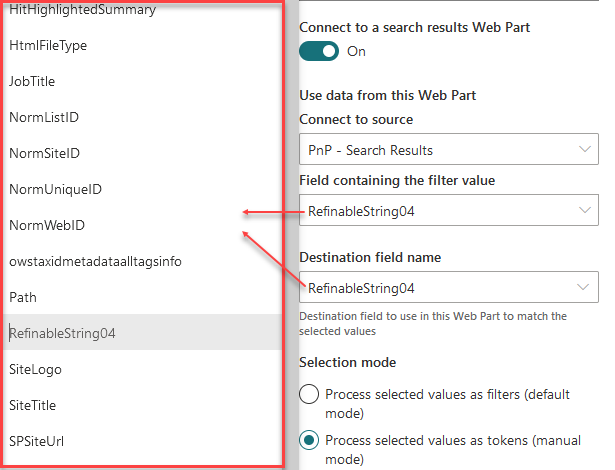 HitHighlightedSummary
HtmlFileType
JobTitle
NormListID
NormSiteID
NormUniqueID
NormWebID
owstaxidmetadataalltagsinfo
Path
RefinableString04
SiteLogo
SiteTitle
SPSiteUrl
Connect to a search results Web Part
On
Use data from this Web Part
Connect to source
PnP - Search Results
Field containing the filter value
RefinableString04
Destination field name
RefinableString04
Destination field to use in this Web Part to match the
selected values
Selection mode
Process selected values as filters (default
mode)
Process selected values as tokens (manual
mode)